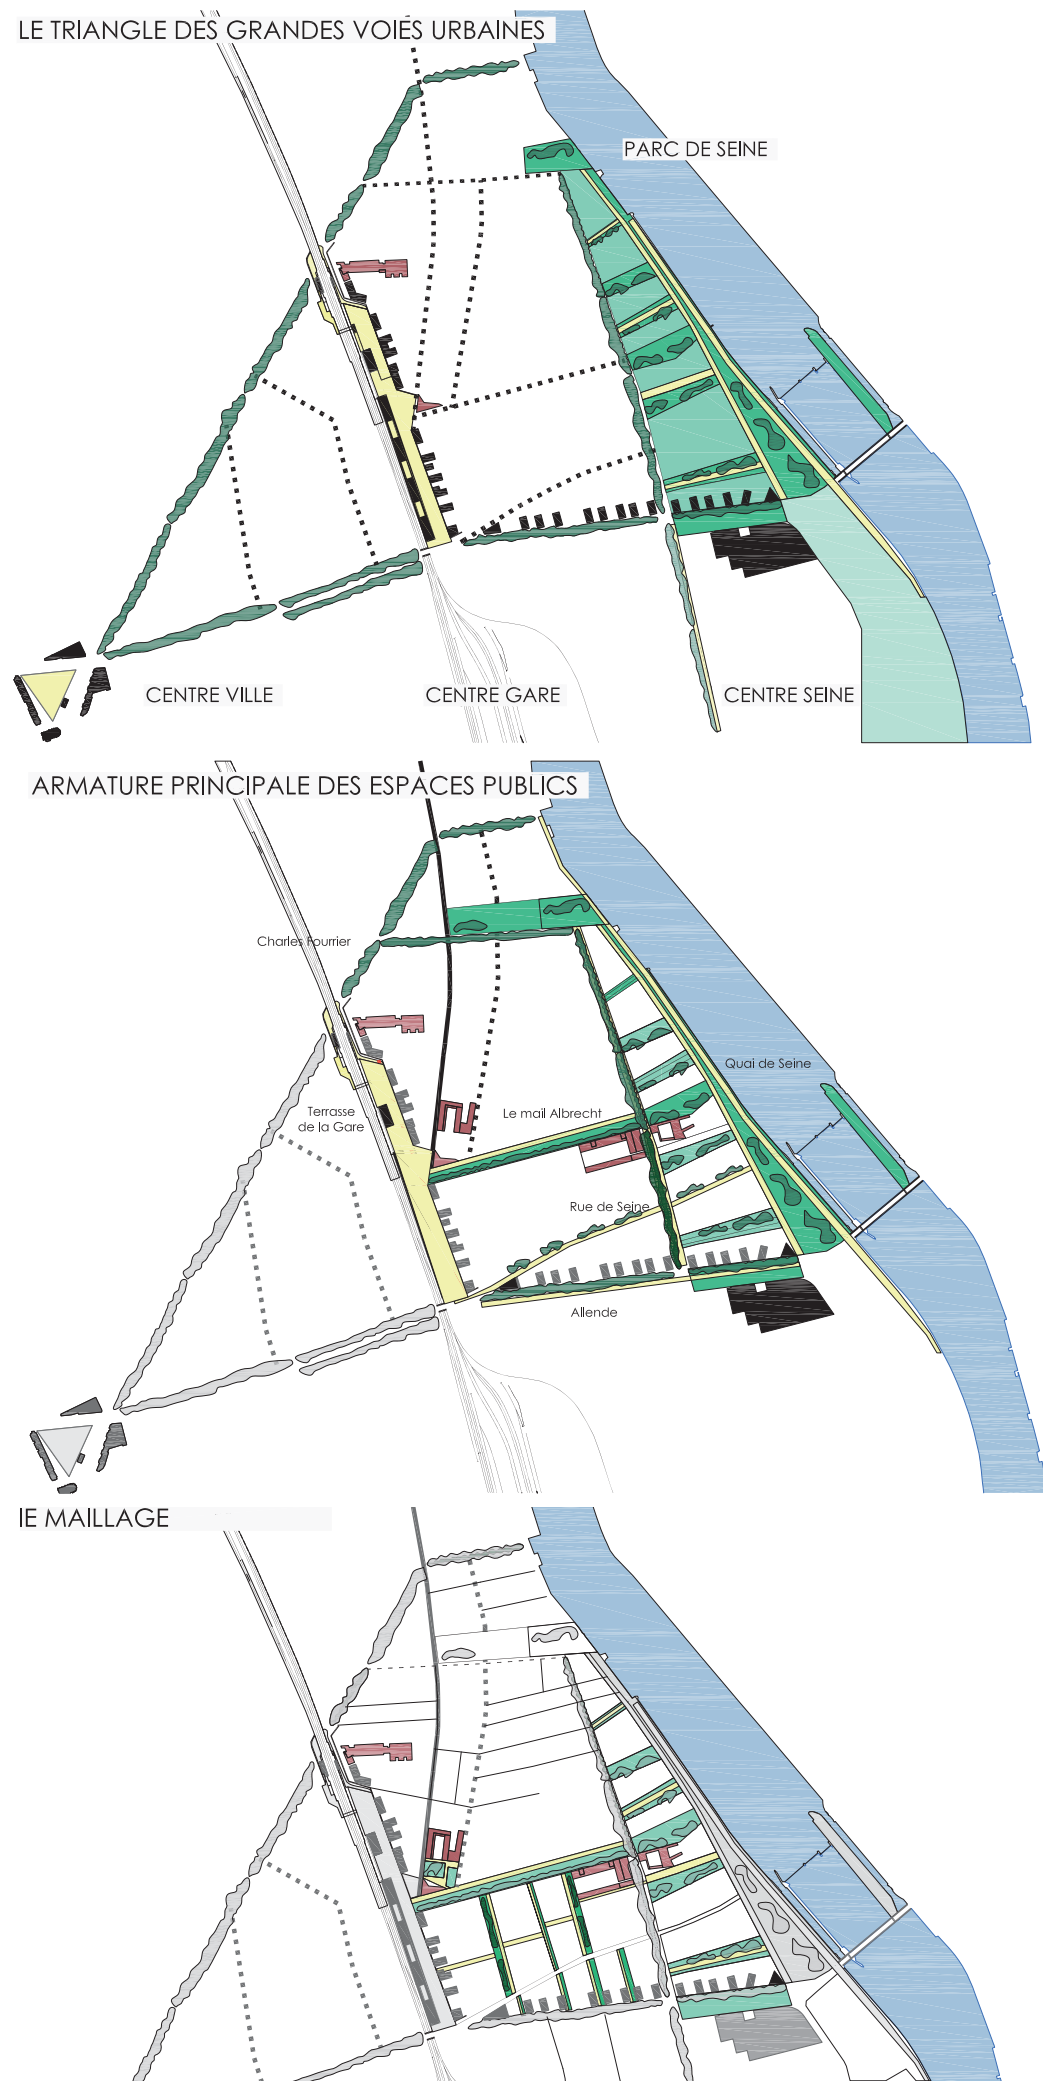 LE TRIANGLE DES GRANDES VOIES URBAINES
PARC DE SEINE
CENTRE VILLE
CENTRE GARE
CENTRE SEINE
ARMATURE PRINCIPALE DES ESPACES PUBLICS
Charles Fourrier
Quai de Seine
Terrasse
de la Gare
Le mail Albrecht
Rue de Seine
Allende
lE MAILLAGE